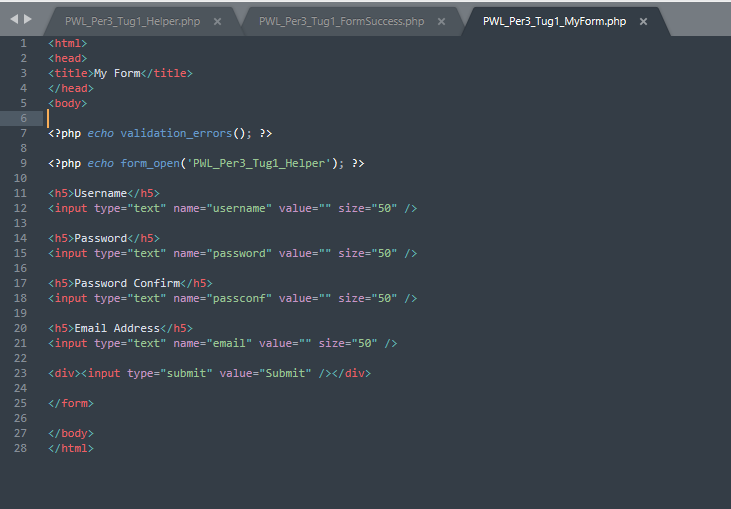 PWL_Per3_Tug1_Helper.php × PWL_Per3_Tug1_FormSuccess.php × PWL_Per3_Tug1_MyForm.php ×
1 <html>
2 <head>
3 <title>My Form</title>
4 </head>
5 <body>
6
7 <?php echo validation_errors(); ?>
8
9 <?php echo form_open('PWL_Per3_Tug1_Helper'); ?>
10
11 <h5>Username</h5>
12 <input type="text" name="username" value="" size="50" />
13
14 <h5>Password</h5>
15 <input type="text" name="password" value="" size="50" />
16
17 <h5>Password Confirm</h5>
18 <input type="text" name="passconf" value="" size="50" />
19
20 <h5>Email Address</h5>
21 <input type="text" name="email" value="" size="50" />
22
23 <div><input type="submit" value="Submit" /></div>
24
25 </form>
26
27 </body>
28 </html>